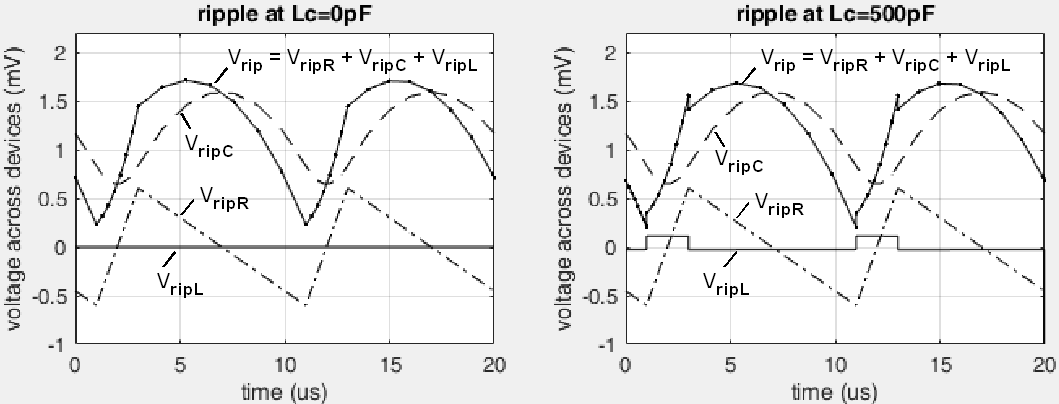 ripple at Lc=0pF
2
1.5
1
0.5
0
-0.5
-1
voltage across devices (mV)
V_rip = V_ripR + V_ripC + V_ripL
V_ripC
V_ripR
V_ripL
0 5 10 15 20
time (us)
ripple at Lc=500pF
2
1.5
1
0.5
0
-0.5
-1
voltage across devices (mV)
V_rip = V_ripR + V_ripC + V_ripL
V_ripC
V_ripR
V_ripL
0 5 10 15 20
time (us)